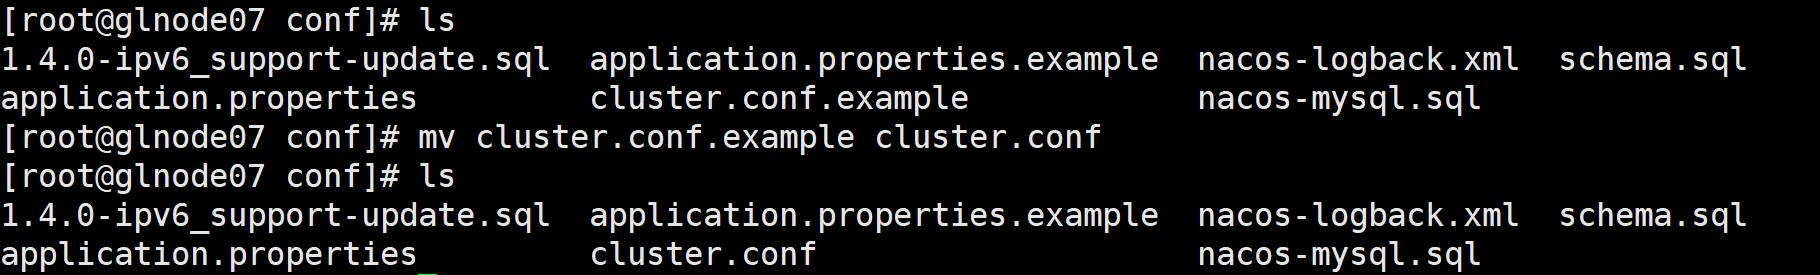 [root@glnode07 conf]# ls
1.4.0-ipv6_support-update.sql  application.properties.example  nacos-logback.xml  schema.sql
application.properties         cluster.conf.example            nacos-mysql.sql
[root@glnode07 conf]# mv cluster.conf.example cluster.conf
[root@glnode07 conf]# ls
1.4.0-ipv6_support-update.sql  application.properties.example  nacos-logback.xml  schema.sql
application.properties         cluster.conf                    nacos-mysql.sql